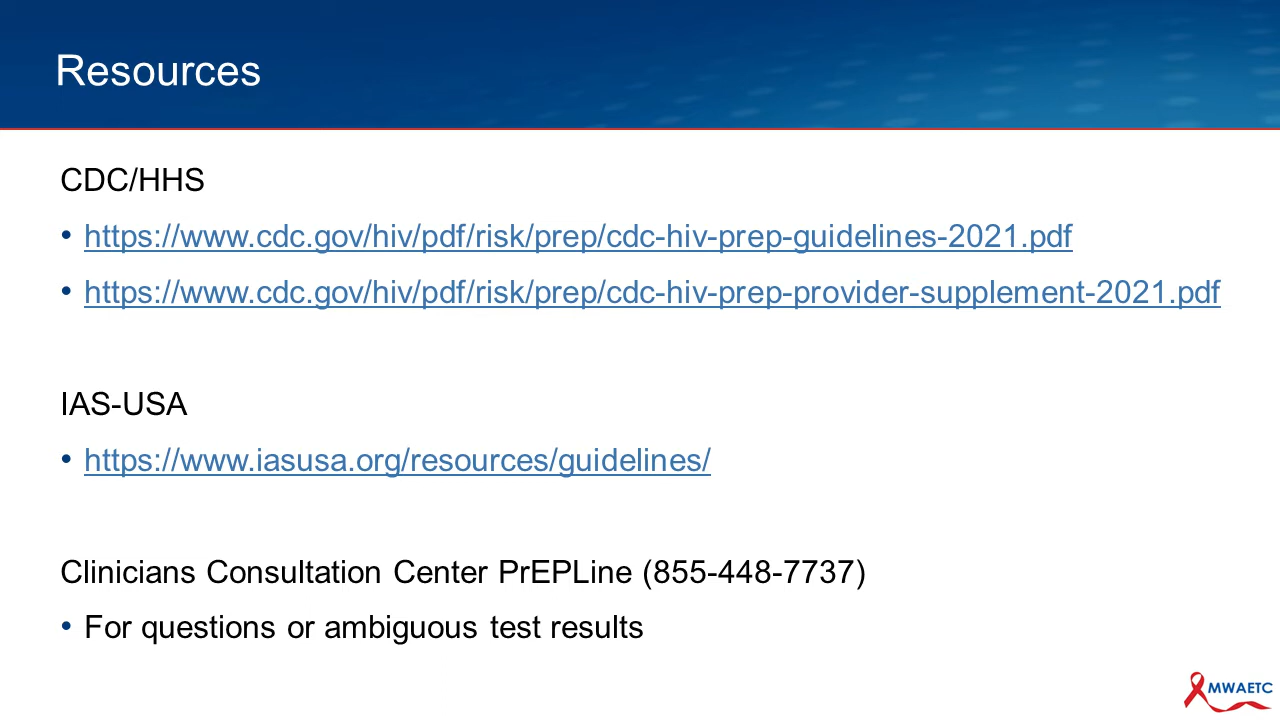 Resources
CDC/HHS
• https://www.cdc.gov/hiv/pdf/risk/prep/cdc-hiv-prep-guidelines-2021.pdf
• https://www.cdc.gov/hiv/pdf/risk/prep/cdc-hiv-prep-provider-supplement-2021.pdf
IAS-USA
• https://www.iasusa.org/resources/guidelines/
Clinicians Consultation Center PrEPLine (855-448-7737)
• For questions or ambiguous test results
MWAETC